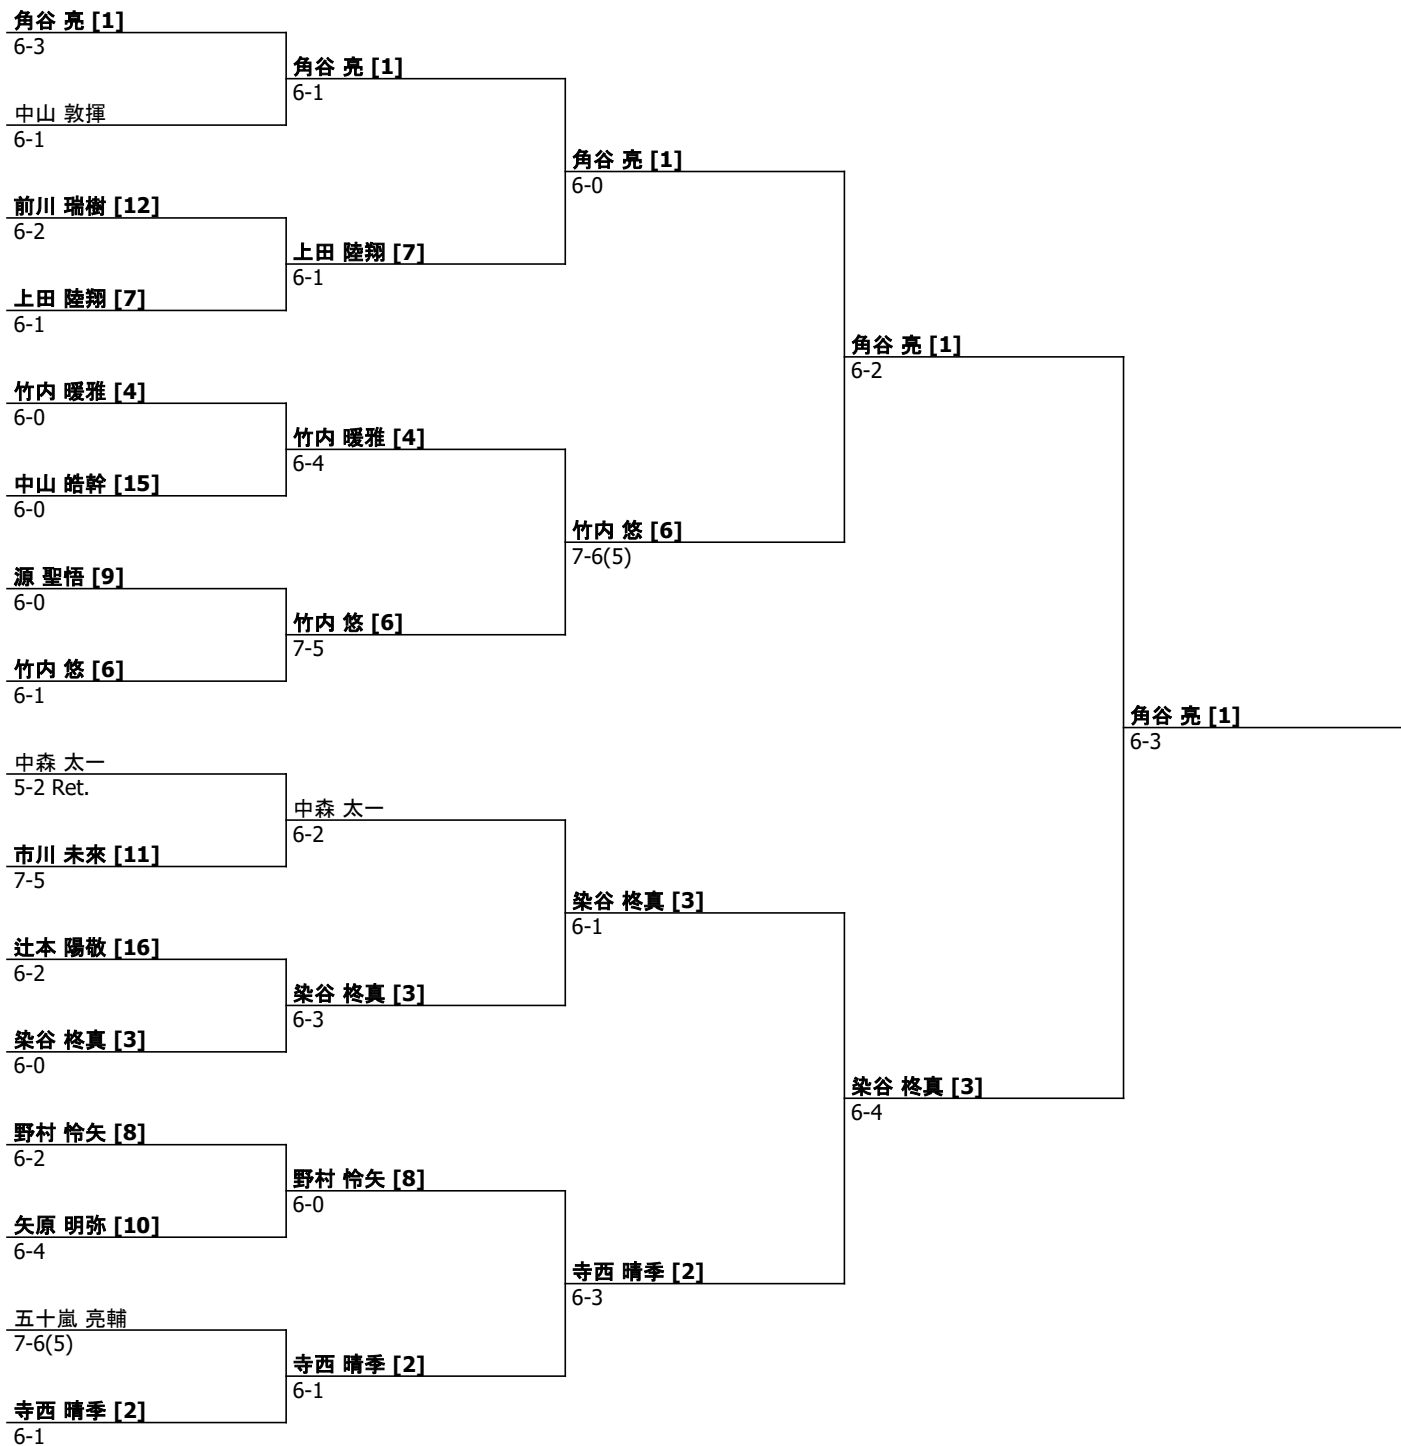 角谷 亮 [1]
6-3
角谷 亮 [1]
6-1
中山 敦揮
6-1
角谷 亮 [1]
6-0
前川 瑞樹 [12]
6-2
上田 陸翔 [7]
6-1
上田 陸翔 [7]
6-1
角谷 亮 [1]
6-2
竹内 暖雅 [4]
6-0
竹内 暖雅 [4]
6-4
中山 皓幹 [15]
6-0
竹内 悠 [6]
7-6(5)
源 聖悟 [9]
6-0
竹内 悠 [6]
7-5
竹内 悠 [6]
6-1
角谷 亮 [1]
6-3
中森 太一
5-2 Ret.
中森 太一
6-2
市川 未來 [11]
7-5
染谷 柊真 [3]
6-1
辻本 陽敬 [16]
6-2
染谷 柊真 [3]
6-3
染谷 柊真 [3]
6-0
染谷 柊真 [3]
6-4
野村 怜矢 [8]
6-2
野村 怜矢 [8]
6-0
矢原 明弥 [10]
6-4
寺西 晴季 [2]
6-3
五十嵐 亮輔
7-6(5)
寺西 晴季 [2]
6-1
寺西 晴季 [2]
6-1